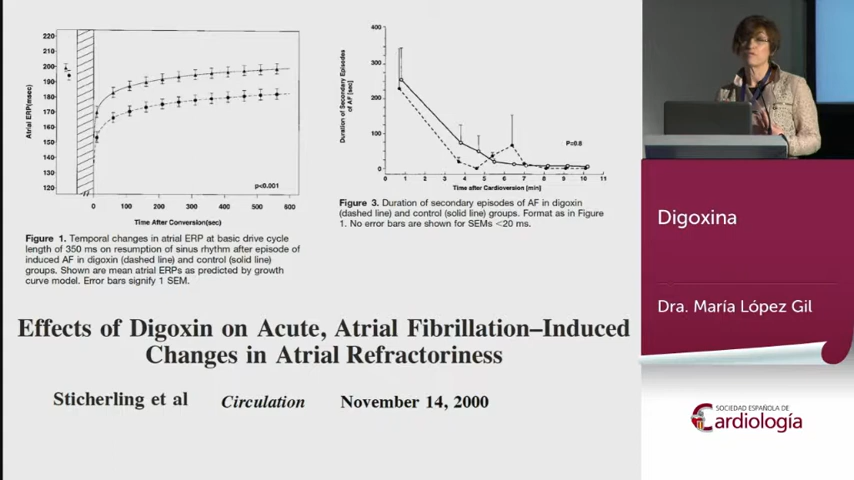 220
210
200
190
180
170
160
150
140
130
120
Atrial ERP(msec)
0 100 200 300 400 500 600
Time After Conversion(sec)
p<0.001
Figure 1. Temporal changes in atrial ERP at basic drive cycle
length of 350 ms on resumption of sinus rhythm after episode of
induced AF in digoxin (dashed line) and control (solid line)
groups. Shown are mean atrial ERPs as predicted by growth
curve model. Error bars signify 1 SEM.
400
300
200
100
0
Duration of Secondary Episodes
of AF [sec]
0 1 2 3 4 5 6 7 8 9 10 11
Time after Cardioversion [min]
P=0.8
Figure 3. Duration of secondary episodes of AF in digoxin
(dashed line) and control (solid line) groups. Format as in Figure
1. No error bars are shown for SEMs <20 ms.
Effects of Digoxin on Acute, Atrial Fibrillation–Induced
Changes in Atrial Refractoriness
Sticherling et al Circulation November 14, 2000
Digoxina
Dra. María López Gil
SOCIEDAD ESPAÑOLA DE
Cardiología